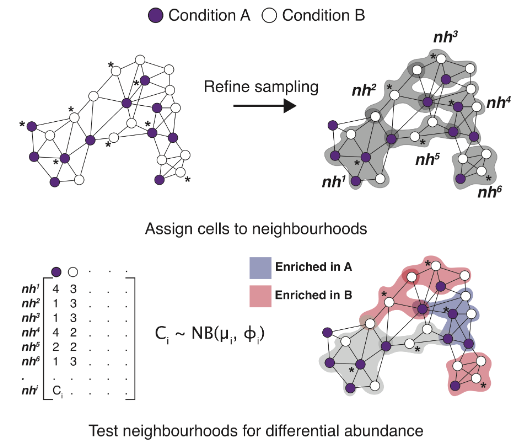 Condition A Condition B
Refine sampling
nh3
nh2
nh4
nh5
nh1
nh6
* * * * * * *
* * * * * *
Assign cells to neighbourhoods
nh1 4 3 . . .
nh2 1 3 . . .
nh3 1 3 . . .
nh4 4 2 . . .
nh5 2 2 . . .
nh6 1 3 . . .
. . . . . .
nhi Ci . . . .
Ci ~ NB(μi, ϕi)
Enriched in A
Enriched in B
* * * * * *
Test neighbourhoods for differential abundance